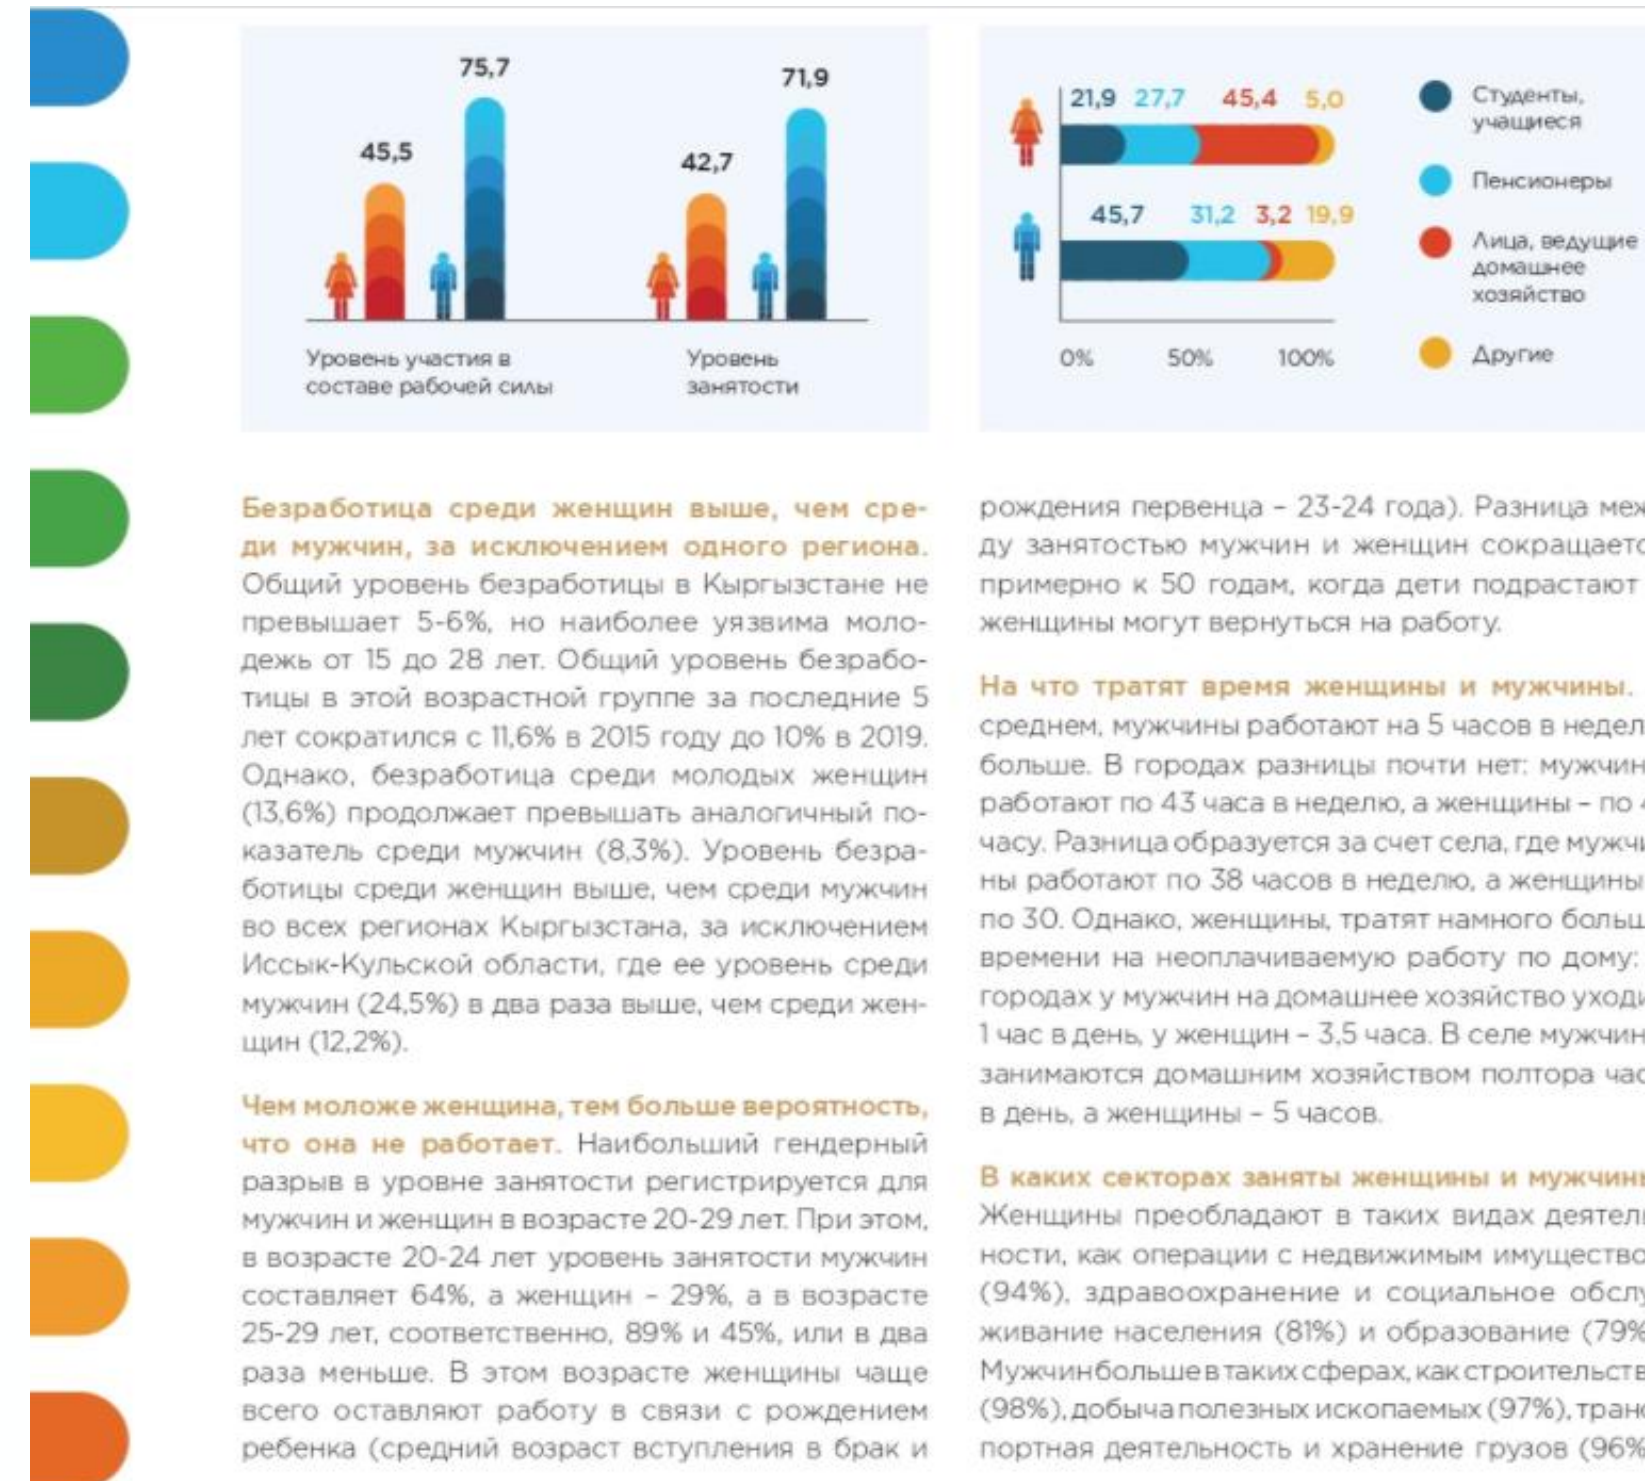 75,7
71,9
45,5
42,7
Уровень участия в
составе рабочей силы
Уровень
занятости
21,9 27,7 45,4 5,0
45,7 31,2 3,2 19,9
0% 50% 100%
Студенты,
учащиеся
Пенсионеры
Лица, ведущие
домашнее
хозяйство
Другие
Безработица среди женщин выше, чем сре-
ди мужчин, за исключением одного региона.
Общий уровень безработицы в Кыргызстане не
превышает 5-6%, но наиболее уязвима моло-
дежь от 15 до 28 лет. Общий уровень безрабо-
тицы в этой возрастной группе за последние 5
лет сократился с 11,6% в 2015 году до 10% в 2019.
Однако, безработица среди молодых женщин
(13,6%) продолжает превышать аналогичный по-
казатель среди мужчин (8,3%). Уровень безра-
ботицы среди женщин выше, чем среди мужчин
во всех регионах Кыргызстана, за исключением
Иссык-Кульской области, где ее уровень среди
мужчин (24,5%) в два раза выше, чем среди жен-
щин (12,2%).
Чем моложе женщина, тем больше вероятность,
что она не работает. Наибольший гендерный
разрыв в уровне занятости регистрируется для
мужчин и женщин в возрасте 20-29 лет. При этом,
в возрасте 20-24 лет уровень занятости мужчин
составляет 64%, а женщин – 29%, а в возрасте
25-29 лет, соответственно, 89% и 45%, или в два
раза меньше. В этом возрасте женщины чаще
всего оставляют работу в связи с рождением
ребенка (средний возраст вступления в брак и
рождения первенца – 23-24 года). Разница меж
ду занятостью мужчин и женщин сокращаетс
примерно к 50 годам, когда дети подрастают
женщины могут вернуться на работу.
На что тратят время женщины и мужчины.
среднем, мужчины работают на 5 часов в недел
больше. В городах разницы почти нет: мужчин
работают по 43 часа в неделю, а женщины – по 4
часу. Разница образуется за счет села, где мужчи
ны работают по 38 часов в неделю, а женщины
по 30. Однако, женщины, тратят намного больш
времени на неоплачиваемую работу по дому:
городах у мужчин на домашнее хозяйство уходи
1 час в день, у женщин – 3,5 часа. В селе мужчин
занимаются домашним хозяйством полтора час
в день, а женщины – 5 часов.
В каких секторах заняты женщины и мужчины
Женщины преобладают в таких видах деятель
ности, как операции с недвижимым имуществом
(94%), здравоохранение и социальное обслу
живание населения (81%) и образование (79%
Мужчин больше в таких сферах, как строительств
(98%), добыча полезных ископаемых (97%), транс
портная деятельность и хранение грузов (96%